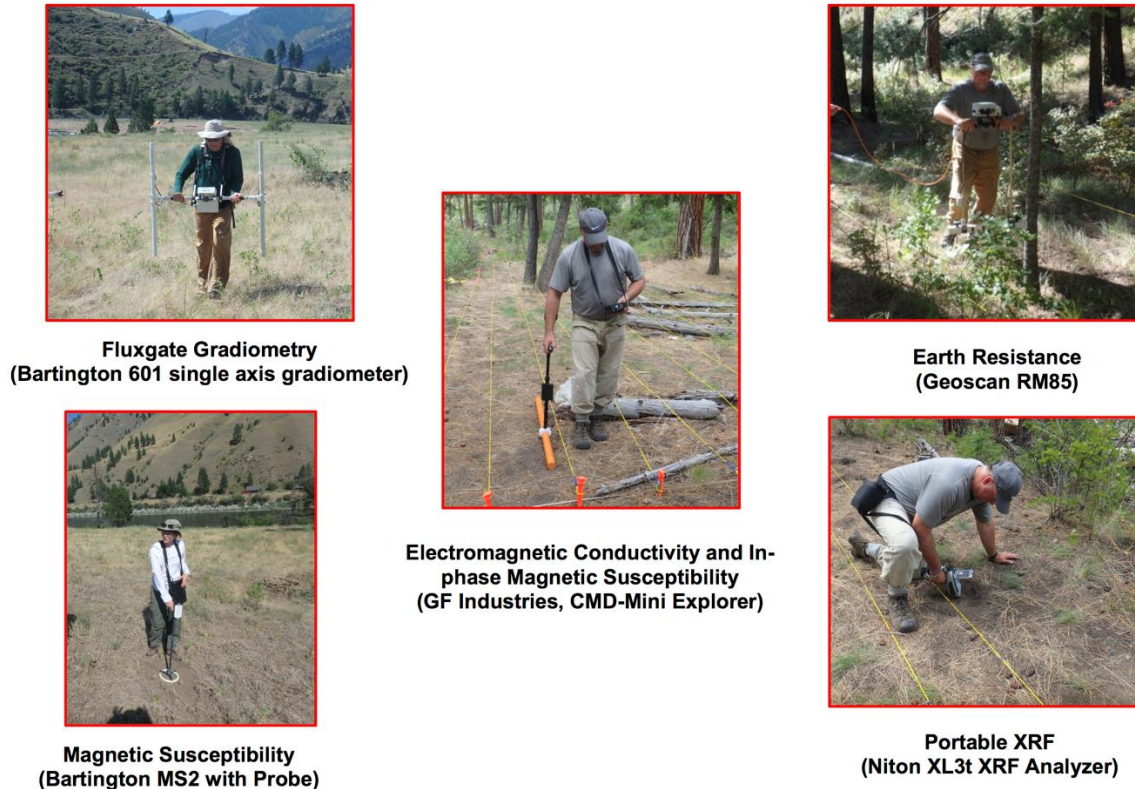 Fluxgate Gradiometry
(Bartington 601 single axis gradiometer)
Magnetic Susceptibility
(Bartington MS2 with Probe)
Electromagnetic Conductivity and In-
phase Magnetic Susceptibility
(GF Industries, CMD-Mini Explorer)
Earth Resistance
(Geoscan RM85)
Portable XRF
(Niton XL3t XRF Analyzer)